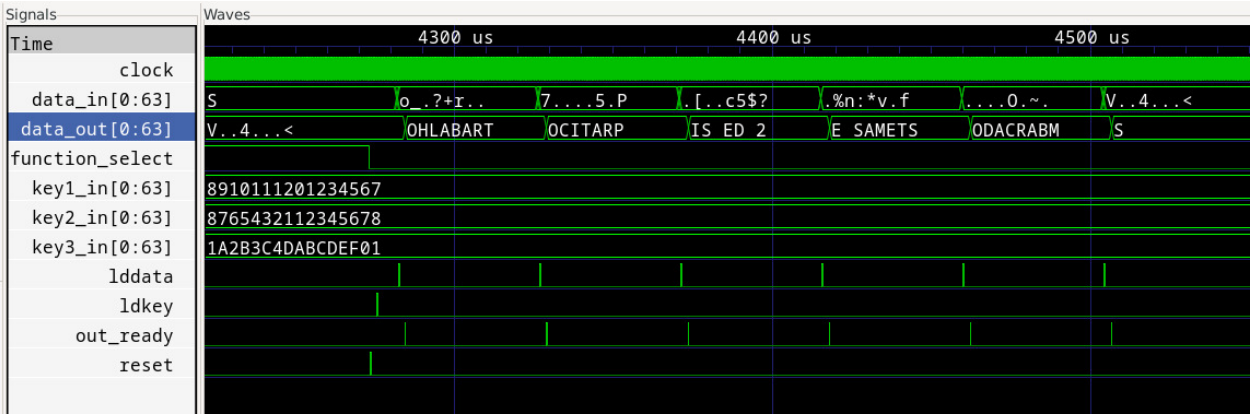 Signals Waves
Time 4300 us 4400 us 4500 us
clock
data_in[0:63] S o_.?+r.. 7....5.P .[..c5$? .%n:*v.f ....O.~. V..4...<
data_out[0:63] V..4...< OHLABART OCITARP IS ED 2 E SAMETS ODACRABM S
function_select
key1_in[0:63] 8910111201234567
key2_in[0:63] 8765432112345678
key3_in[0:63] 1A2B3C4DABCDEF01
lddata
ldkey
out_ready
reset